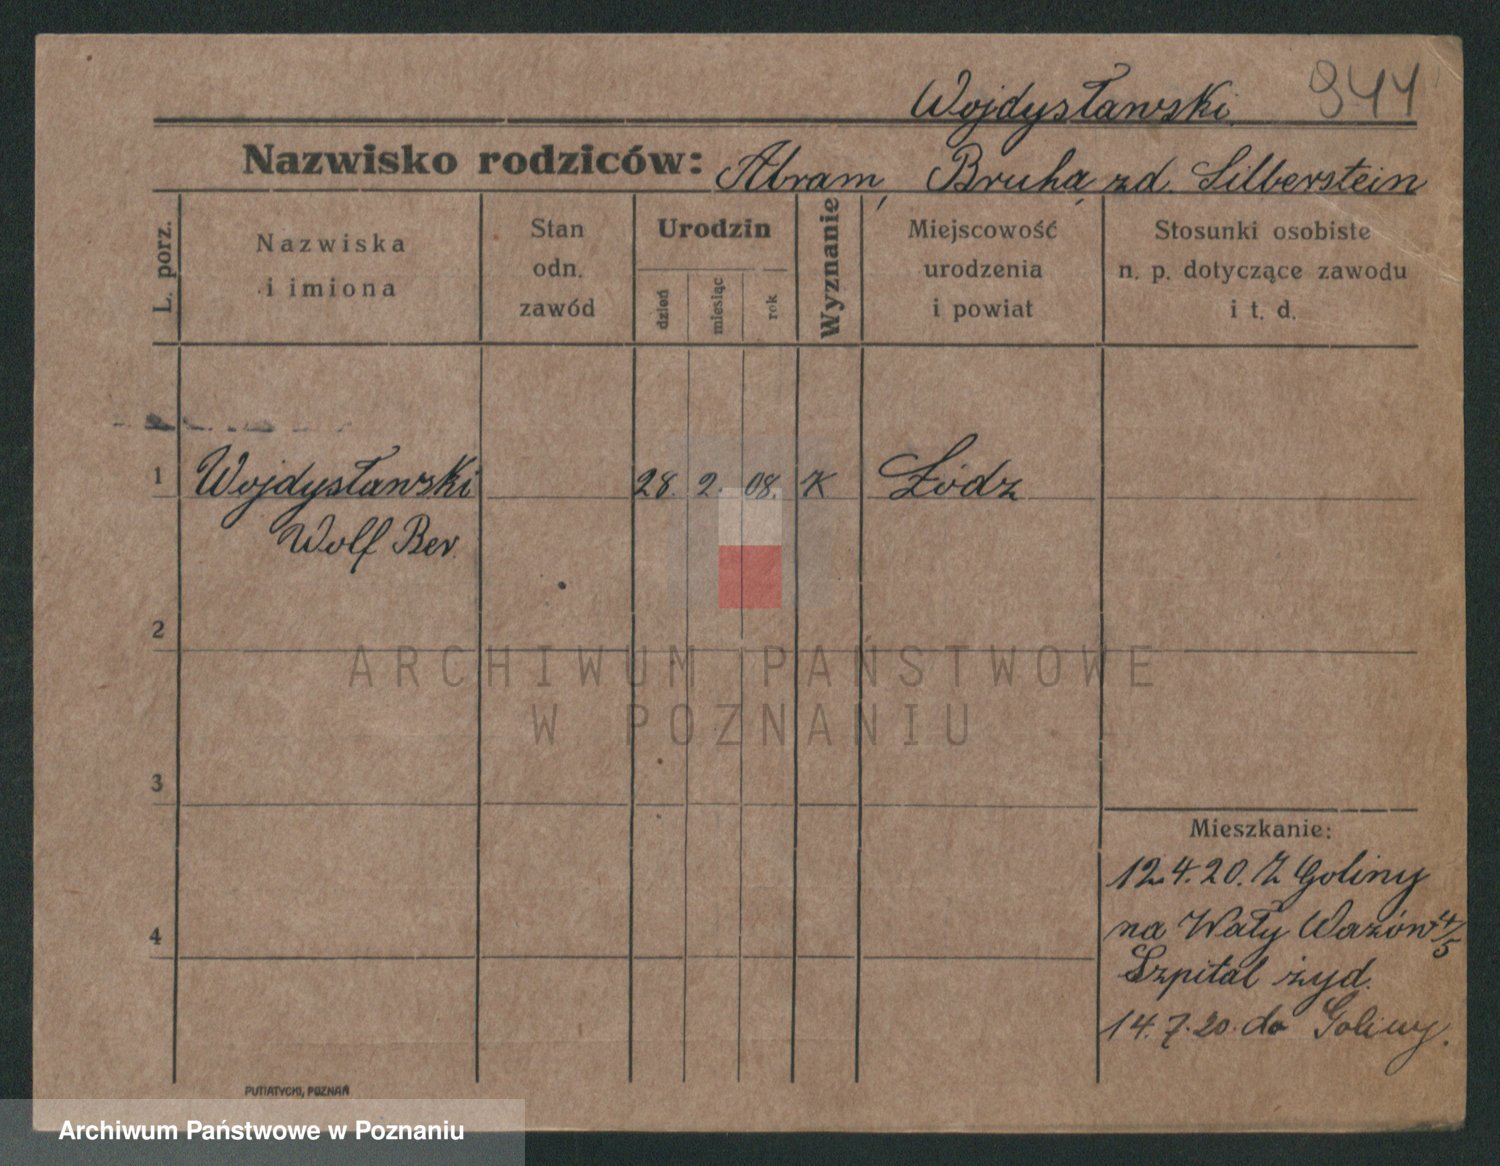 Wojdysławski 944
Nazwisko rodziców: Abram, Bruha zd. Silberstein
L. porz.
Nazwiska
i imiona
Stan
odn.
zawód
Urodzin
dzień
miesiąc
rok
Wyznanie
Miejscowość
urodzenia
i powiat
Stosunki osobiste
n. p. dotyczące zawodu
i t. d.
1 Wojdysławski 28. 2. 08. Łódz
Wolf Ber.
2
ARCHIWUM PAŃSTWOWE
W POZNANIU
3
Mieszkanie:
12.4.20. Z Goliny
na Wały Wazów 4/5
4
Szpital żyd.
14.7.20. do Goliny.
PUTIATYCKI, POZNAŃ
Archiwum Państwowe w Poznaniu